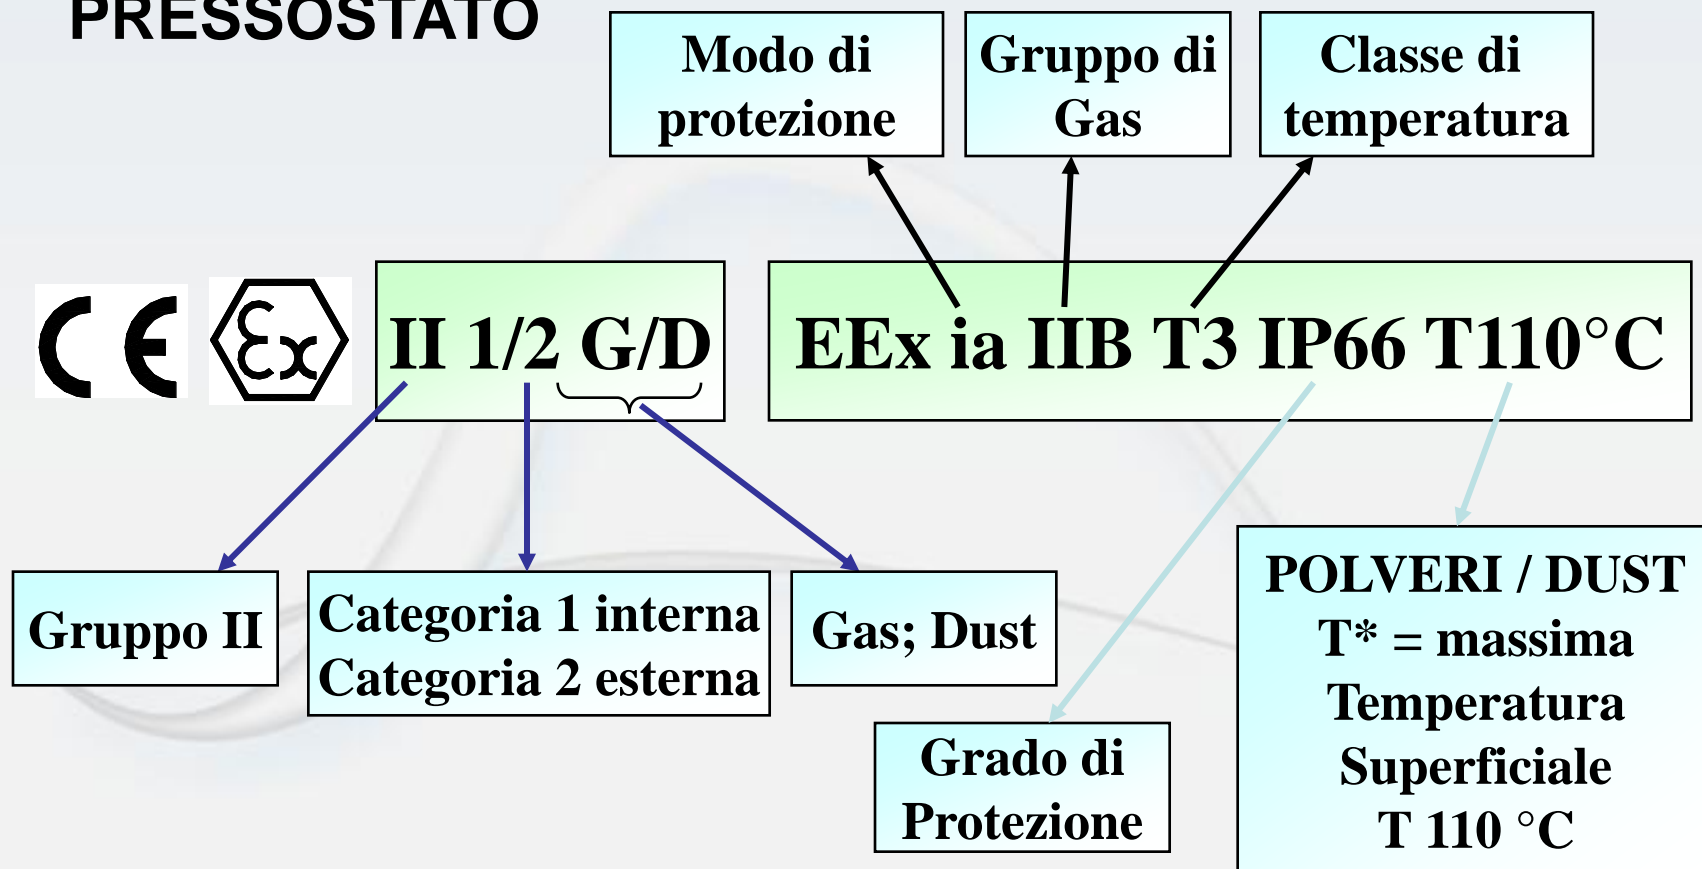 PRESSOSTATO
Modo di
protezione
Gruppo di
Gas
Classe di
temperatura
CE
Ex
II 1/2 G/D
EEx ia IIB T3 IP66 T110°C
Gruppo II
Categoria 1 interna
Categoria 2 esterna
Gas; Dust
Grado di
Protezione
POLVERI / DUST
T* = massima
Temperatura
Superficiale
T 110 °C